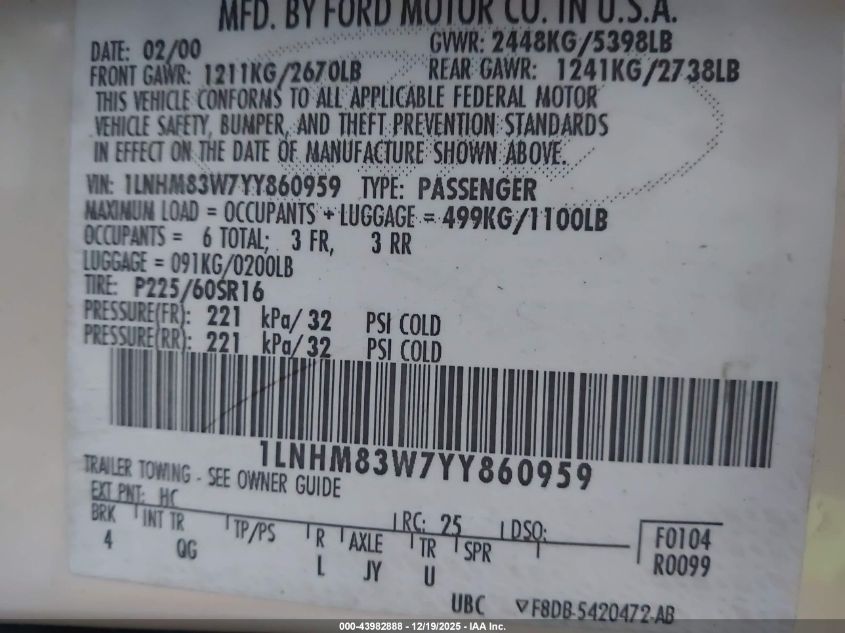 MFD. BY FORD MOTOR CO. IN U.S.A.
DATE: 02/00 GVWR: 2448KG/5398LB
FRONT GAWR: 1211KG/2670LB REAR GAWR: 1241KG/2738LB
THIS VEHICLE CONFORMS TO ALL APPLICABLE FEDERAL MOTOR
VEHICLE SAFETY, BUMPER, AND THEFT PREVENTION STANDARDS
IN EFFECT ON THE DATE OF MANUFACTURE SHOWN ABOVE.
VIN: 1LNHM83W7YY860959 TYPE: PASSENGER
MAXIMUM LOAD = OCCUPANTS + LUGGAGE = 499KG/1100LB
OCCUPANTS = 6 TOTAL; 3 FR, 3 RR
LUGGAGE = 091KG/0200LB
TIRE: P225/60SR16
PRESSURE(FR): 221 kPa/ 32 PSI COLD
PRESSURE(RR): 221 kPa/ 32 PSI COLD
1LNHM83W7YY860959
TRAILER TOWING - SEE OWNER GUIDE
EXT PNT: HC RC: 25 DSO:
BRK INT TR TP/PS R AXLE TR SPR F0104
4 QG L JY U R0099
UBC F8DB-5420472-AB
000-43982888 - 12/19/2025 - IAA Inc.